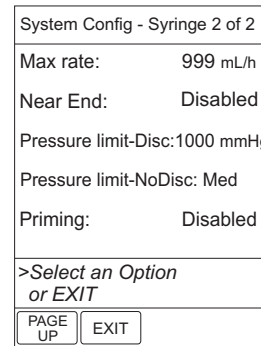 System Config - Syringe 2 of 2
Max rate: 999 mL/h
Near End: Disabled
Pressure limit-Disc:1000 mmH
Pressure limit-NoDisc: Med
Priming: Disabled
>Select an Option
or EXIT
PAGE UP EXIT